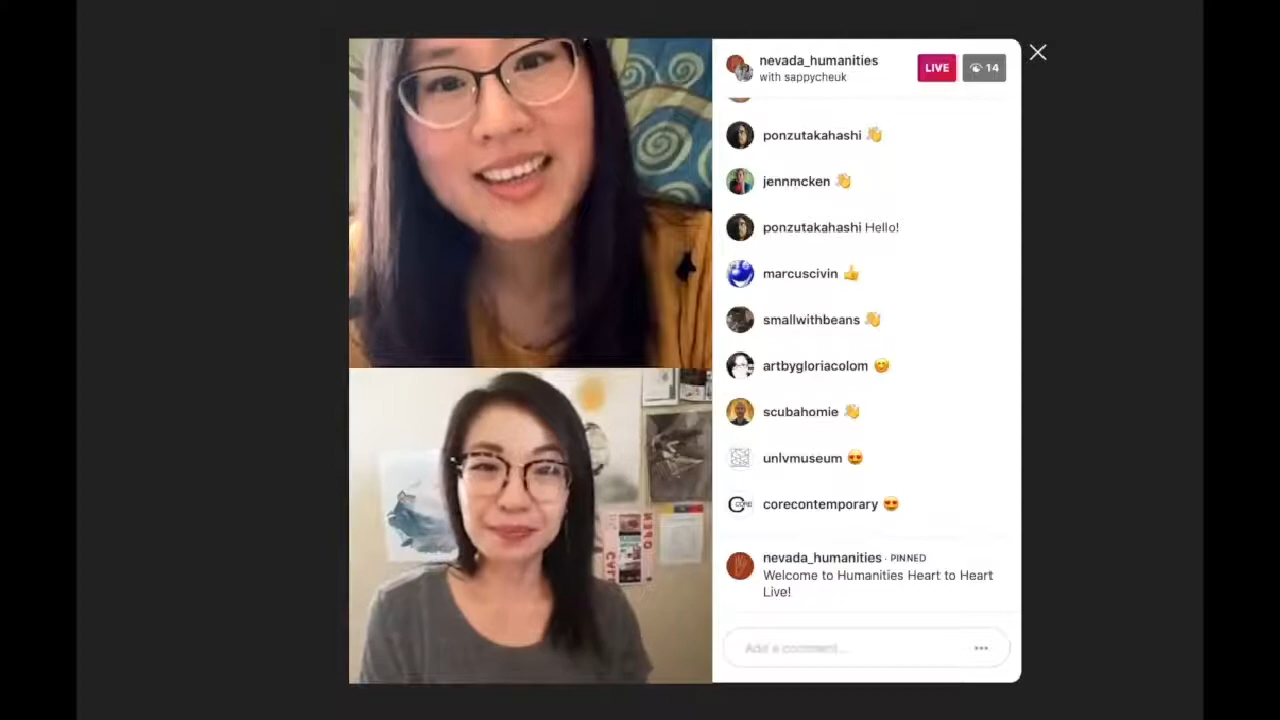 nevada_humanities
with sappycheuk
LIVE
14
ponzutakahashi 👋
jennmcken 👋
ponzutakahashi Hello!
marcuscivin 👍
smallwithbeans 👋
artbygloriacolom 😊
scubahomie 👋
unlvmuseum 😍
corecontemporary 😍
nevada_humanities · PINNED
Welcome to Humanities Heart to Heart
Live!
Add a comment...